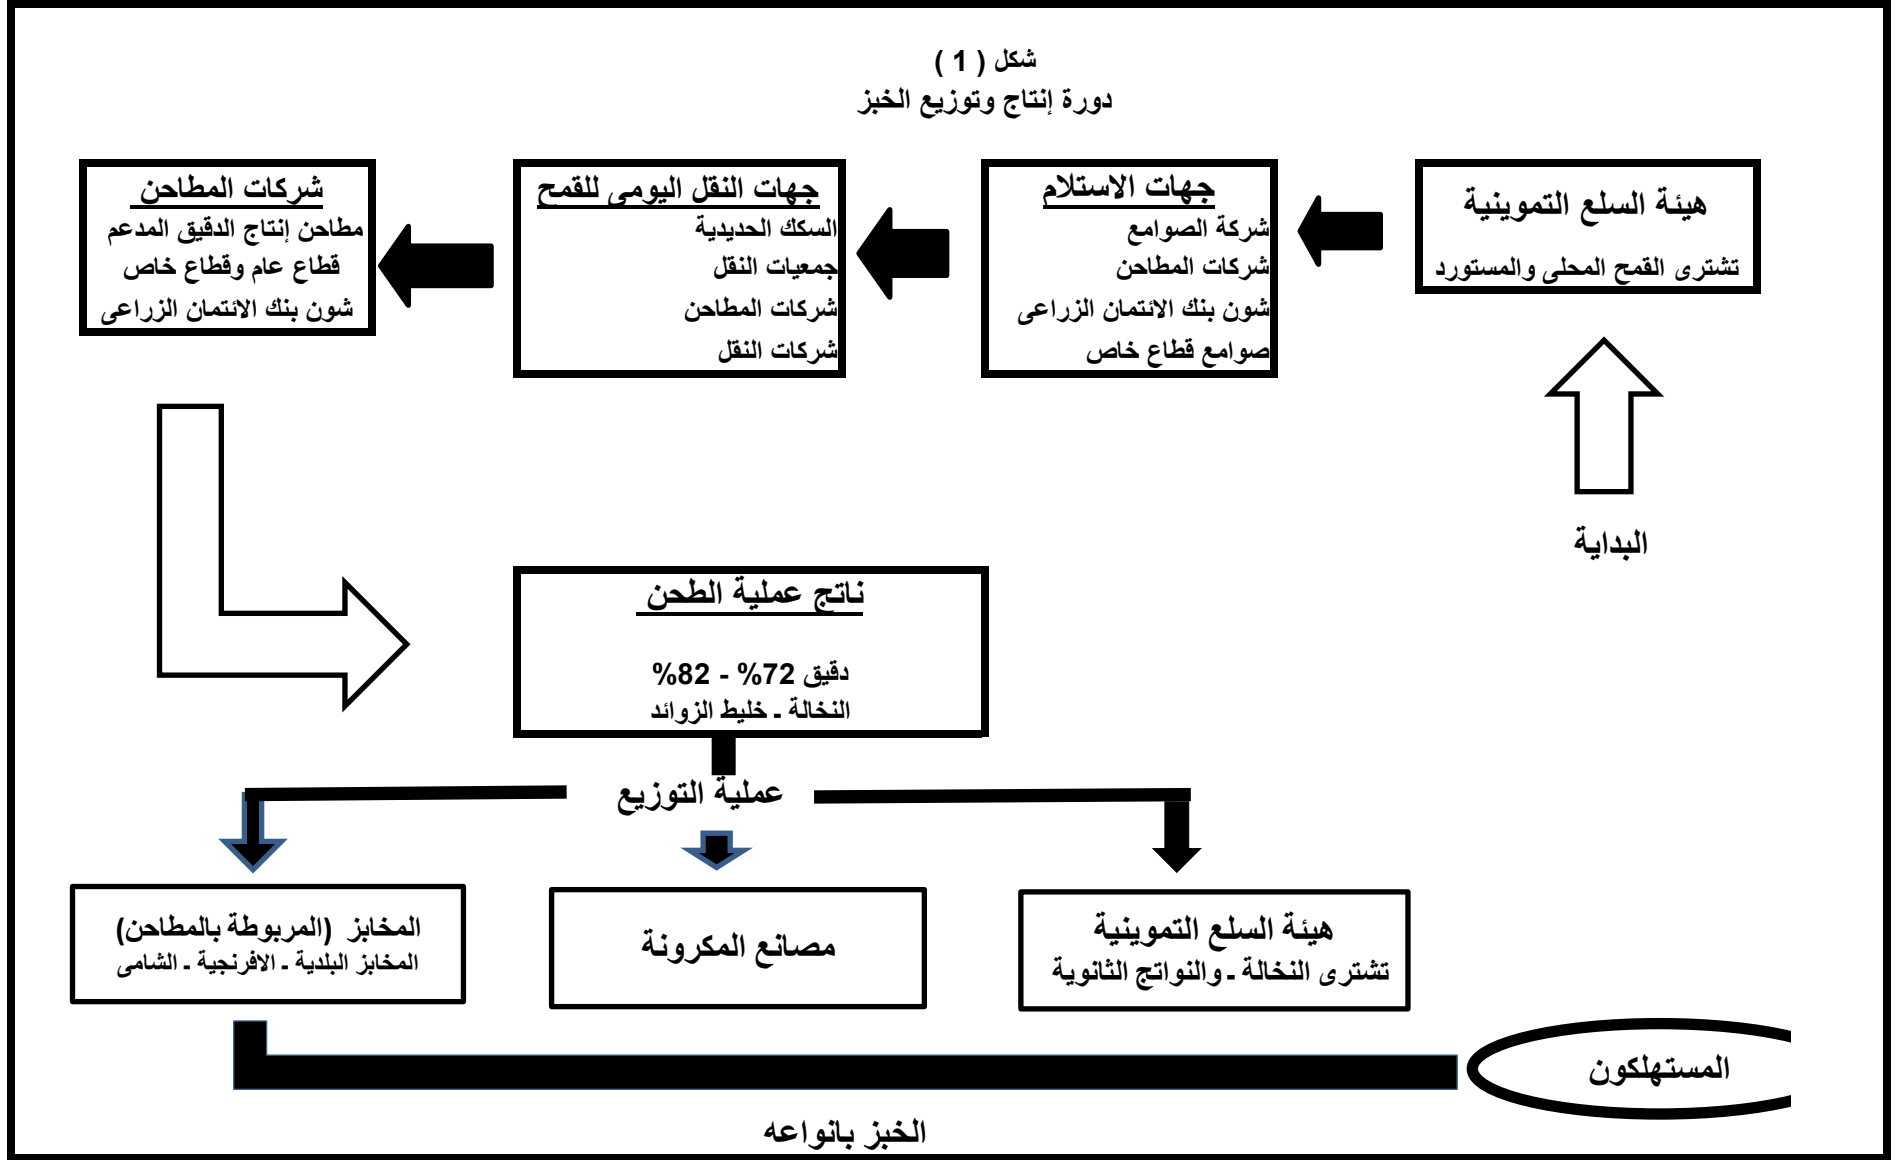 شكل ( 1 )
دورة إنتاج وتوزيع الخبز
هيئة السلع التموينية
تشترى القمح المحلى والمستورد
جهات الاستلام
شركة الصوامع
شركات المطاحن
شون بنك الائتمان الزراعى
صوامع قطاع خاص
جهات النقل اليومى للقمح
السكك الحديدية
جمعيات النقل
شركات المطاحن
شركات النقل
شركات المطاحن
مطاحن إنتاج الدقيق المدعم
قطاع عام وقطاع خاص
شون بنك الائتمان الزراعى
البداية
ناتج عملية الطحن
دقيق 72% - 82%
النخالة ـ خليط الزوائد
عملية التوزيع
هيئة السلع التموينية
تشترى النخالة ـ والنواتج الثانوية
مصانع المكرونة
المخابز (المربوطة بالمطاحن)
المخابز البلدية ـ الافرنجية ـ الشامى
المستهلكون
الخبز بانواعه